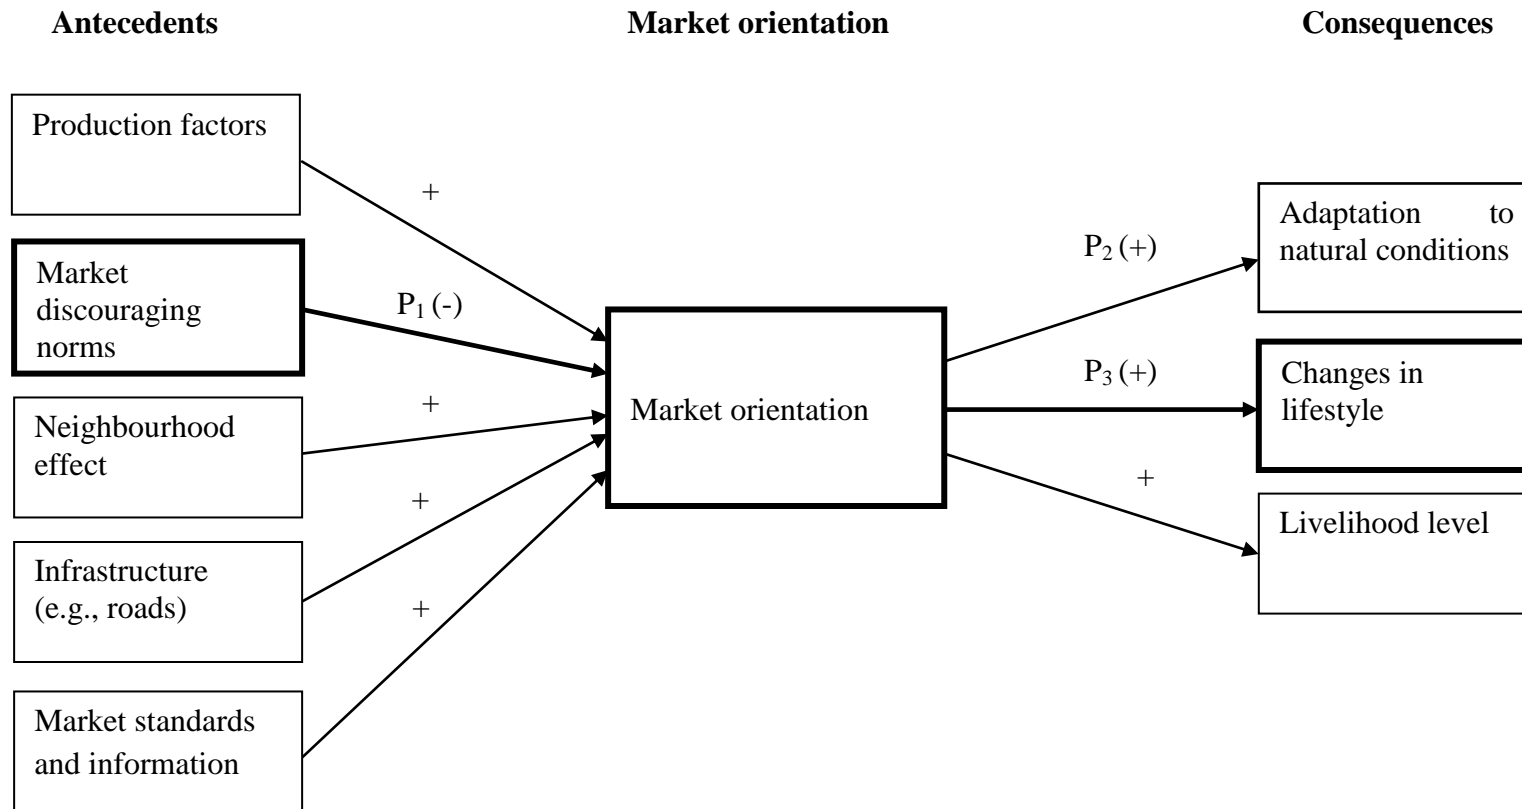 Antecedents
Market orientation
Consequences
Production factors
+
Market
discouraging
norms
P₁ (-)
Neighbourhood
effect
+
Infrastructure
(e.g., roads)
+
Market standards
and information
+
Market orientation
P₂ (+)
Adaptation to
natural conditions
P₃ (+)
Changes in
lifestyle
+
Livelihood level